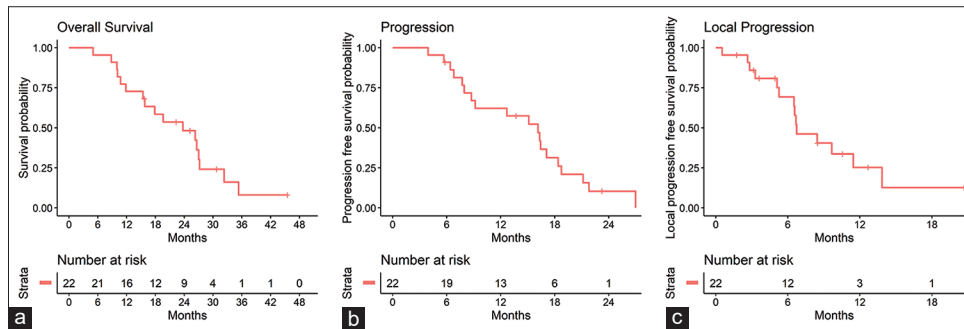 Overall Survival
Survival probability
1.00
0.75
0.50
0.25
0.00
0 6 12 18 24 30 36 42 48
Months
Number at risk
Strata
22 21 16 12 9 4 1 1 0
0 6 12 18 24 30 36 42 48
Months
a
Progression
Progression free survival probability
1.00
0.75
0.50
0.25
0.00
0 6 12 18 24
Months
Number at risk
Strata
22 19 13 6 1
0 6 12 18 24
Months
b
Local Progression
Local progression free survival probability
1.00
0.75
0.50
0.25
0.00
0 6 12 18
Months
Number at risk
Strata
22 12 3 1
0 6 12 18
Months
c